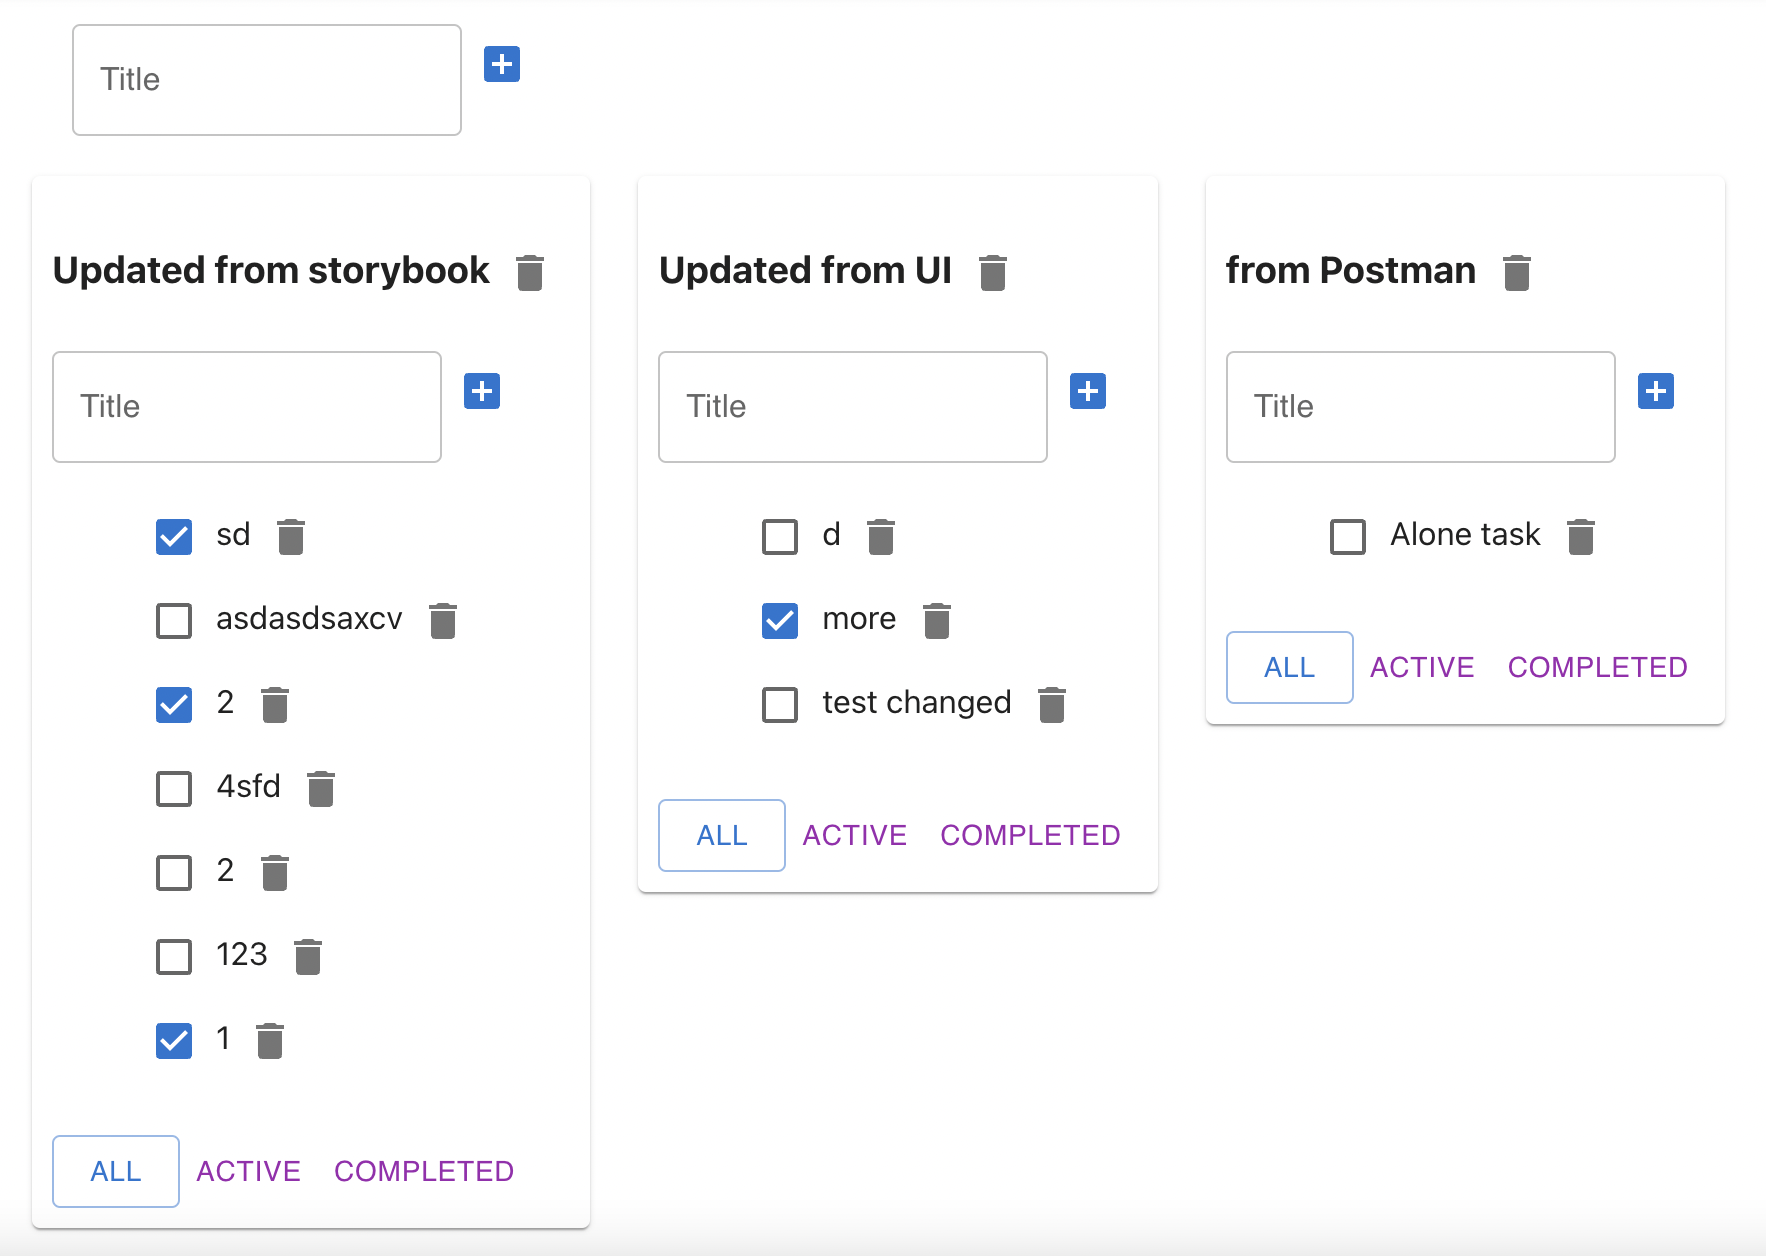 Title
Updated from storybook
Title
sd
asdasdsaxcv
2
4sfd
2
123
1
ALL ACTIVE COMPLETED
Updated from UI
Title
d
more
test changed
ALL ACTIVE COMPLETED
from Postman
Title
Alone task
ALL ACTIVE COMPLETED